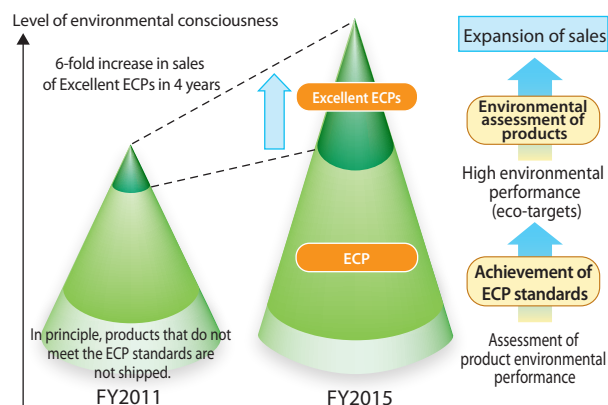 Level of environmental consciousness
6-fold increase in sales
of Excellent ECPs in 4 years
Excellent ECPs
ECP
In principle, products that do not
meet the ECP standards are
not shipped.
FY2011
FY2015
Expansion of sales
Environmental
assessment of
products
High environmental
performance
(eco-targets)
Achievement of
ECP standards
Assessment of
product environmental
performance